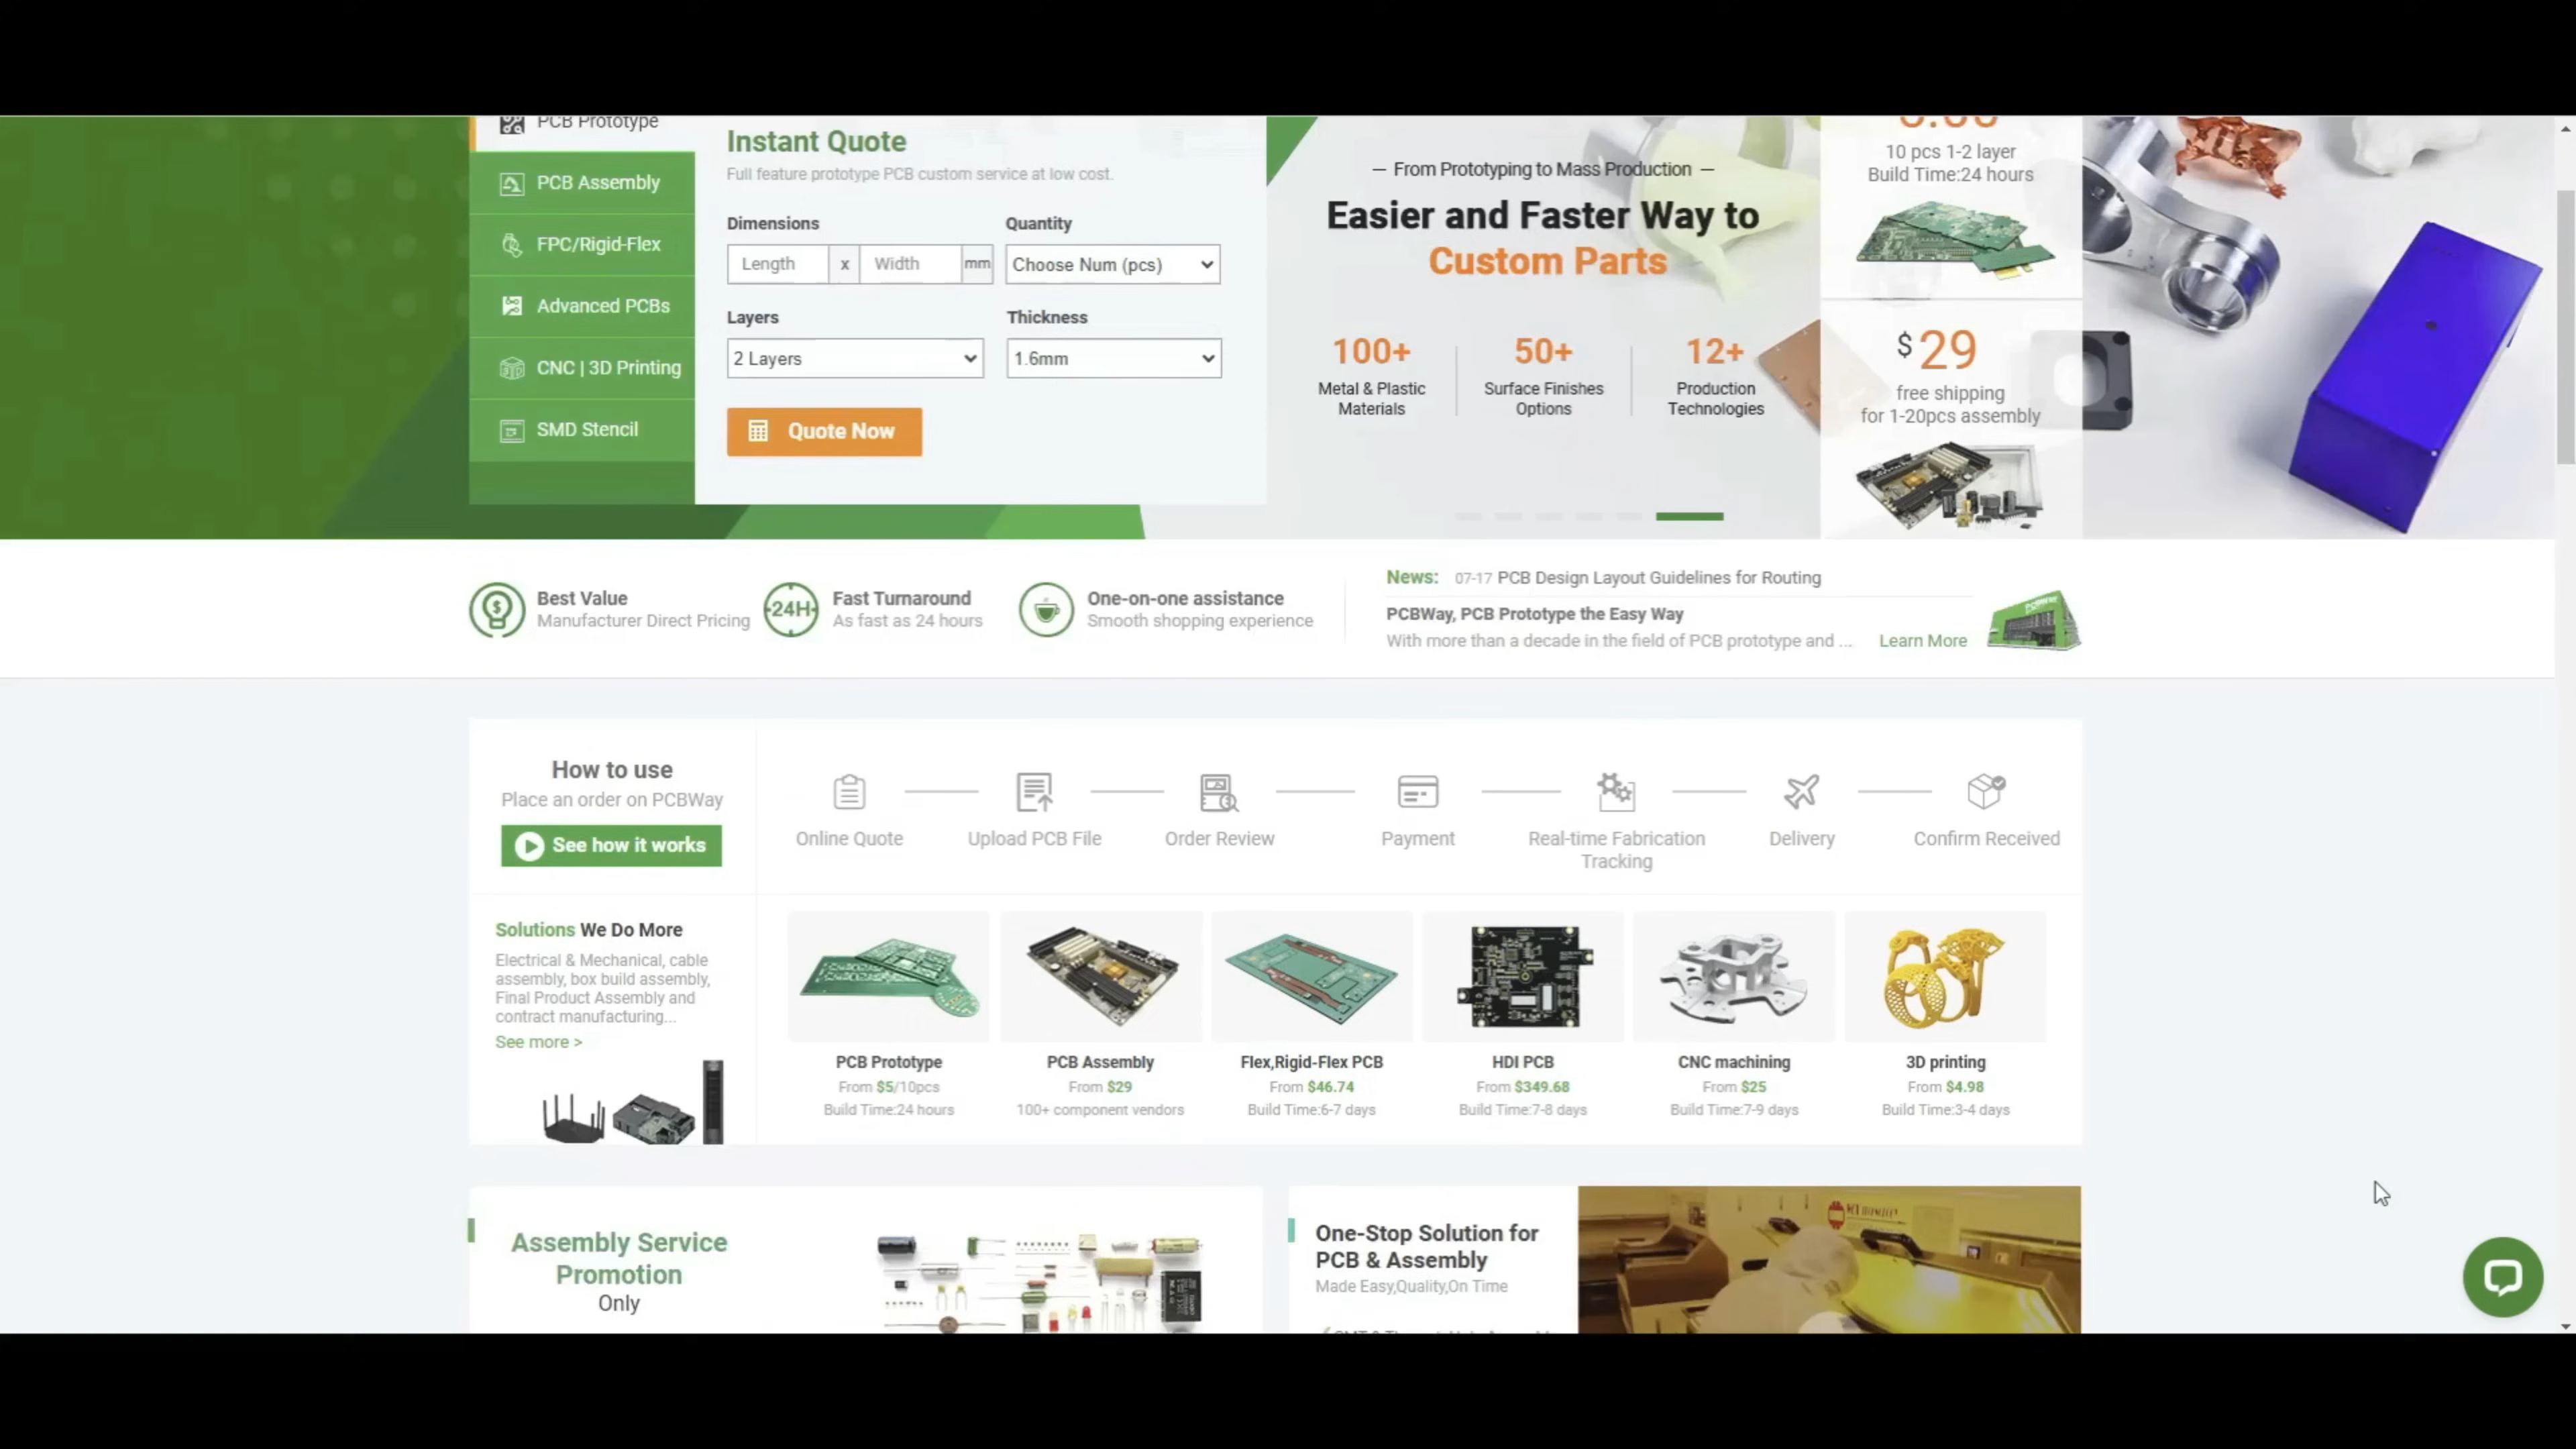 PCB Prototype
PCB Assembly
FPC/Rigid-Flex
Advanced PCBs
CNC | 3D Printing
SMD Stencil
Instant Quote
Full feature prototype PCB custom service at low cost.
Dimensions
Quantity
Length
x
Width
mm
Choose Num (pcs)
Layers
Thickness
2 Layers
1.6mm
Quote Now
— From Prototyping to Mass Production —
Easier and Faster Way to
Custom Parts
100+
Metal & Plastic
Materials
50+
Surface Finishes
Options
12+
Production
Technologies
10 pcs 1-2 layer
Build Time:24 hours
$29
free shipping
for 1-20pcs assembly
Best Value
Manufacturer Direct Pricing
24H
Fast Turnaround
As fast as 24 hours
One-on-one assistance
Smooth shopping experience
News: 07-17 PCB Design Layout Guidelines for Routing
PCBWay, PCB Prototype the Easy Way
With more than a decade in the field of PCB prototype and ... Learn More
How to use
Place an order on PCBWay
See how it works
Online Quote
Upload PCB File
Order Review
Payment
Real-time Fabrication
Tracking
Delivery
Confirm Received
Solutions We Do More
Electrical & Mechanical, cable
assembly, box build assembly,
Final Product Assembly and
contract manufacturing...
See more >
PCB Prototype
From $5/10pcs
Build Time:24 hours
PCB Assembly
From $29
100+ component vendors
Flex,Rigid-Flex PCB
From $46.74
Build Time:6-7 days
HDI PCB
From $349.68
Build Time:7-8 days
CNC machining
From $25
Build Time:7-9 days
3D printing
From $4.98
Build Time:3-4 days
Assembly Service
Promotion
Only
One-Stop Solution for
PCB & Assembly
Made Easy,Quality,On Time